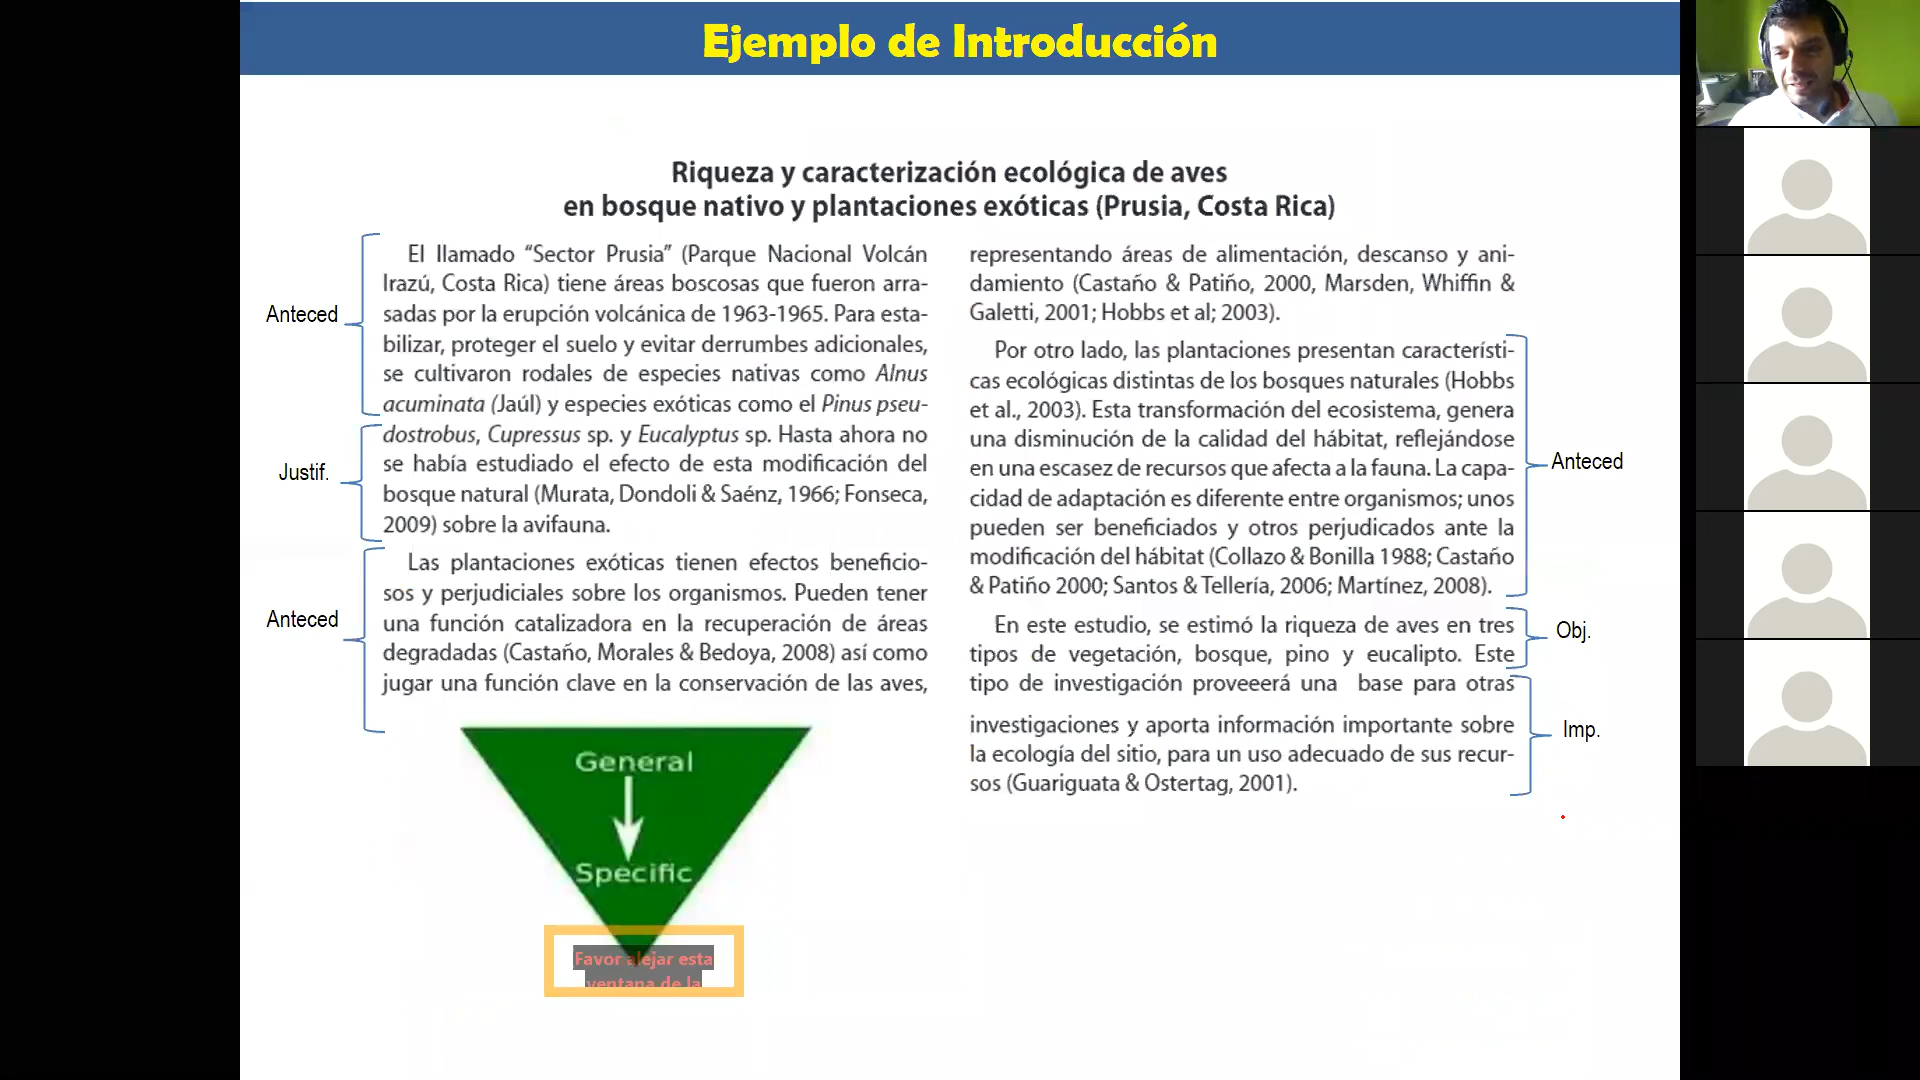 Ejemplo de Introducción
Riqueza y caracterización ecológica de aves
en bosque nativo y plantaciones exóticas (Prusia, Costa Rica)
Anteced
El llamado “Sector Prusia” (Parque Nacional Volcán
Irazú, Costa Rica) tiene áreas boscosas que fueron arra-
sadas por la erupción volcánica de 1963-1965. Para esta-
bilizar, proteger el suelo y evitar derrumbes adicionales,
se cultivaron rodales de especies nativas como Alnus
acuminata (Jaúl) y especies exóticas como el Pinus pseu-
Justif.
dostrobus, Cupressus sp. y Eucalyptus sp. Hasta ahora no
se había estudiado el efecto de esta modificación del
bosque natural (Murata, Dondoli & Saénz, 1966; Fonseca,
2009) sobre la avifauna.
Anteced
Las plantaciones exóticas tienen efectos beneficio-
sos y perjudiciales sobre los organismos. Pueden tener
una función catalizadora en la recuperación de áreas
degradadas (Castaño, Morales & Bedoya, 2008) así como
jugar una función clave en la conservación de las aves,
General
Specific
Favor alejar esta
ventana de la
representando áreas de alimentación, descanso y ani-
damiento (Castaño & Patiño, 2000, Marsden, Whiffin &
Galetti, 2001; Hobbs et al; 2003).
Por otro lado, las plantaciones presentan característi-
cas ecológicas distintas de los bosques naturales (Hobbs
et al., 2003). Esta transformación del ecosistema, genera
una disminución de la calidad del hábitat, reflejándose
en una escasez de recursos que afecta a la fauna. La capa-
cidad de adaptación es diferente entre organismos; unos
pueden ser beneficiados y otros perjudicados ante la
modificación del hábitat (Collazo & Bonilla 1988; Castaño
& Patiño 2000; Santos & Tellería, 2006; Martínez, 2008).
Anteced
En este estudio, se estimó la riqueza de aves en tres
tipos de vegetación, bosque, pino y eucalipto. Este
Obj.
tipo de investigación proveeerá una base para otras
investigaciones y aporta información importante sobre
la ecología del sitio, para un uso adecuado de sus recur-
sos (Guariguata & Ostertag, 2001).
Imp.